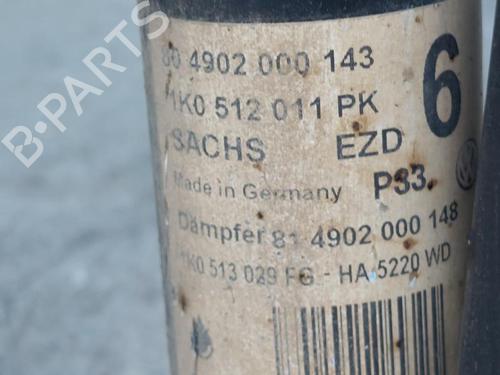 80 4902 000 143
1K0 512 011 PK 6
SACHS EZD
Made in Germany P33.
Dämpfer 81 4902 000 148
1K0 513 029 FG - HA 5220 WD
B-PARTS